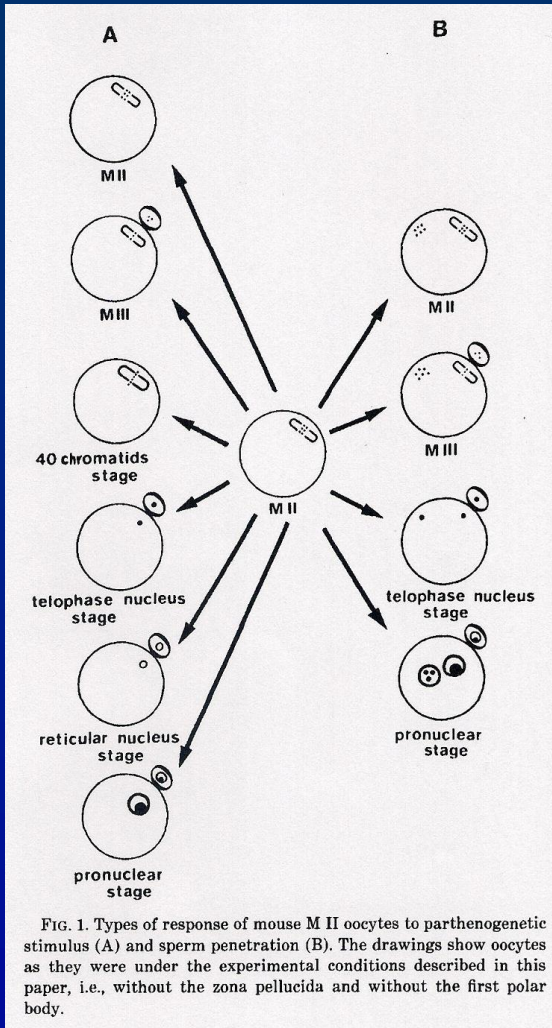 A
B
M II
M III
40 chromatids
stage
telophase nucleus
stage
reticular nucleus
stage
pronuclear
stage
M II
M II
M III
telophase nucleus
stage
pronuclear
stage
FIG. 1. Types of response of mouse M II oocytes to parthenogenetic
stimulus (A) and sperm penetration (B). The drawings show oocytes
as they were under the experimental conditions described in this
paper, i.e., without the zona pellucida and without the first polar
body.